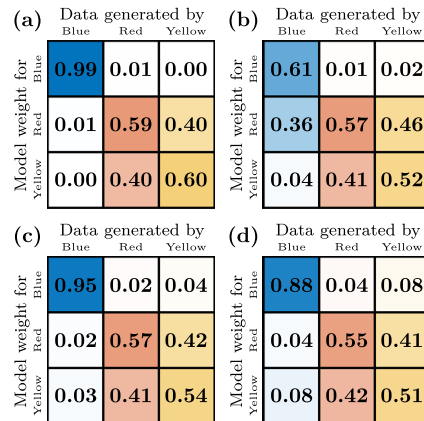 (a) Data generated by
Blue Red Yellow
Model weight for
Blue 0.99 0.01 0.00
Red 0.01 0.59 0.40
Yellow 0.00 0.40 0.60
(b) Data generated by
Blue Red Yellow
Model weight for
Blue 0.61 0.01 0.02
Red 0.36 0.57 0.46
Yellow 0.04 0.41 0.52
(c) Data generated by
Blue Red Yellow
Model weight for
Blue 0.95 0.02 0.04
Red 0.02 0.57 0.42
Yellow 0.03 0.41 0.54
(d) Data generated by
Blue Red Yellow
Model weight for
Blue 0.88 0.04 0.08
Red 0.04 0.55 0.41
Yellow 0.08 0.42 0.51